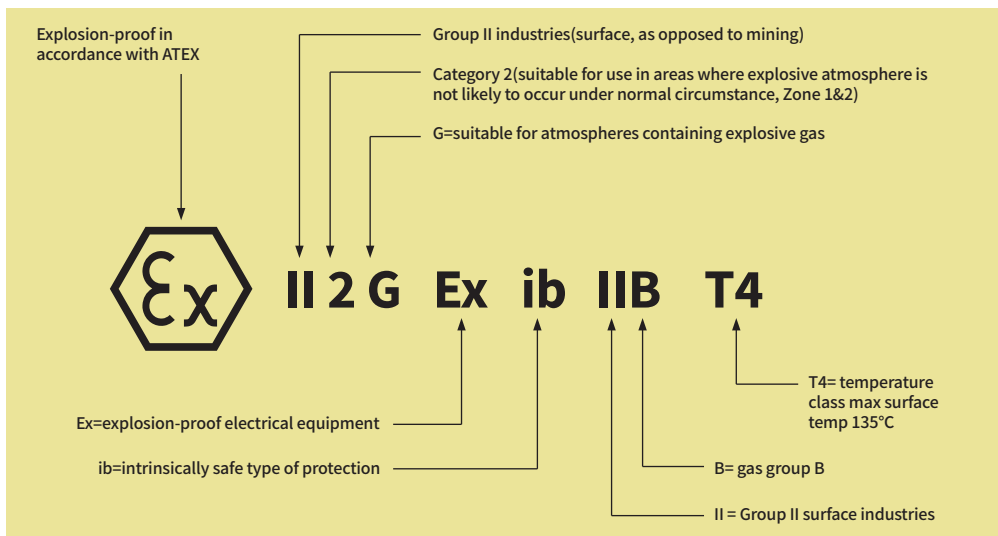 Explosion-proof in
accordance with ATEX
Group II industries(surface, as opposed to mining)
Category 2(suitable for use in areas where explosive atmosphere is
not likely to occur under normal circumstance, Zone 1&2)
G=suitable for atmospheres containing explosive gas
Ex II 2 G Ex ib IIB T4
T4= temperature
class max surface
temp 135°C
Ex=explosion-proof electrical equipment
ib=intrinsically safe type of protection
B= gas group B
II = Group II surface industries